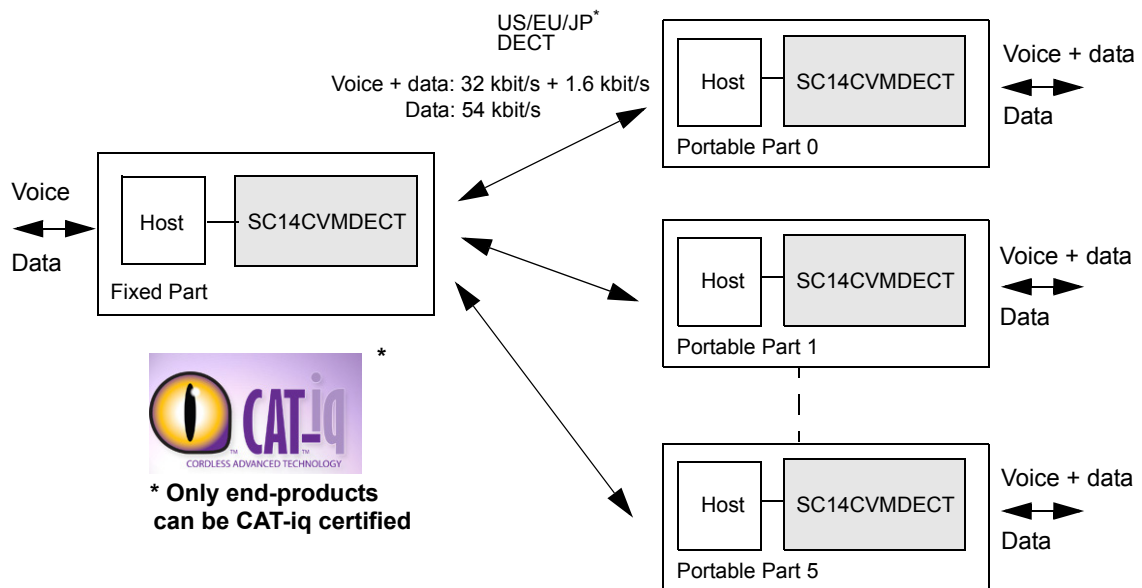 US/EU/JP*
DECT
Voice + data: 32 kbit/s + 1.6 kbit/s
Data: 54 kbit/s
Voice
Data
Host
SC14CVMDECT
Fixed Part
Host
SC14CVMDECT
Portable Part 0
Voice + data
Data
Host
SC14CVMDECT
Portable Part 1
Voice + data
Data
Host
SC14CVMDECT
Portable Part 5
Voice + data
Data
*
CAT-iq
TM
TM
CORDLESS ADVANCED TECHNOLOGY
* Only end-products
can be CAT-iq certified